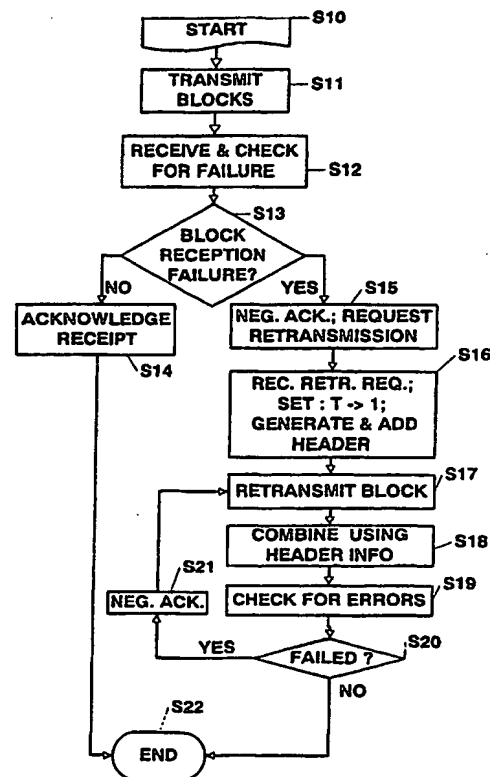 S10
START
TRANSMIT
BLOCKS
S11
RECEIVE & CHECK
FOR FAILURE
S12
S13
BLOCK
RECEPTION
FAILURE?
NO
YES
S15
ACKNOWLEDGE
RECEIPT
S14
NEG. ACK.; REQUEST
RETRANSMISSION
S16
REC. RETR. REQ.;
SET : T -> 1;
GENERATE & ADD
HEADER
S17
RETRANSMIT BLOCK
COMBINE USING
HEADER INFO
S18
S21
NEG. ACK.
S19
CHECK FOR ERRORS
S20
YES
FAILED ?
NO
S22
END